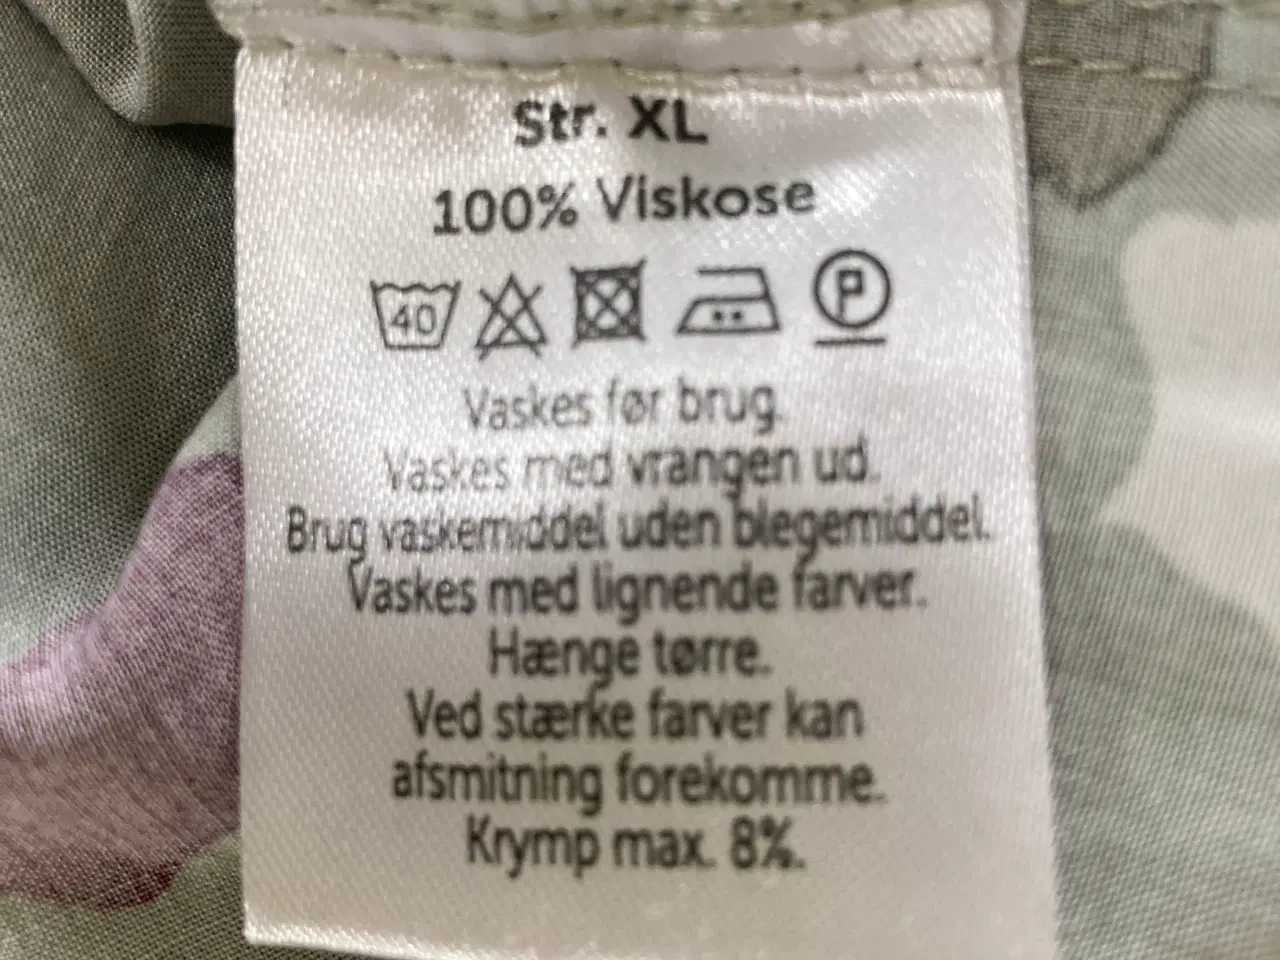 Str. XL
100% Viskose
40 P
Vaskes før brug.
Vaskes med vrangen ud.
Brug vaskemiddel uden blegemiddel.
Vaskes med lignende farver.
Hænge tørre.
Ved stærke farver kan
afsmitning forekomme.
Krymp max. 8%.